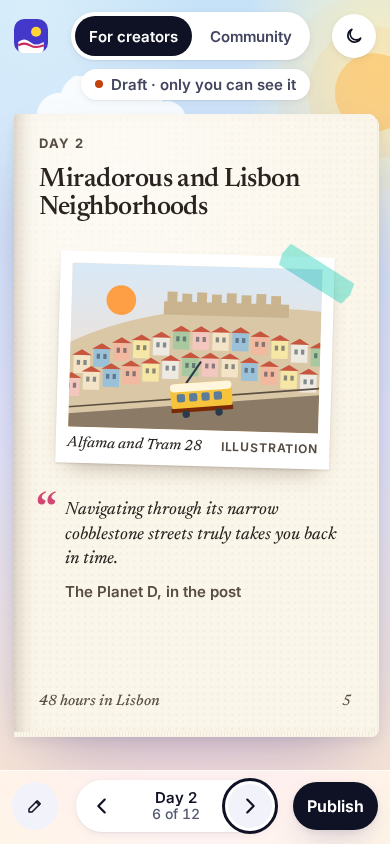 For creators
Community
Draft · only you can see it
DAY 2
Miradorous and Lisbon
Neighborhoods
Alfama and Tram 28
ILLUSTRATION
“ Navigating through its narrow
cobblestone streets truly takes you back
in time.
The Planet D, in the post
48 hours in Lisbon
5
Day 2
6 of 12
Publish